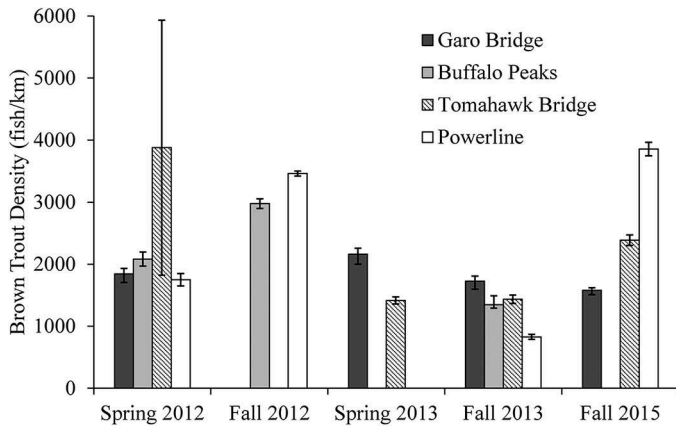 6000
5000
4000
3000
2000
1000
0
Brown Trout Density (fish/km)
Garo Bridge
Buffalo Peaks
Tomahawk Bridge
Powerline
Spring 2012
Fall 2012
Spring 2013
Fall 2013
Fall 2015